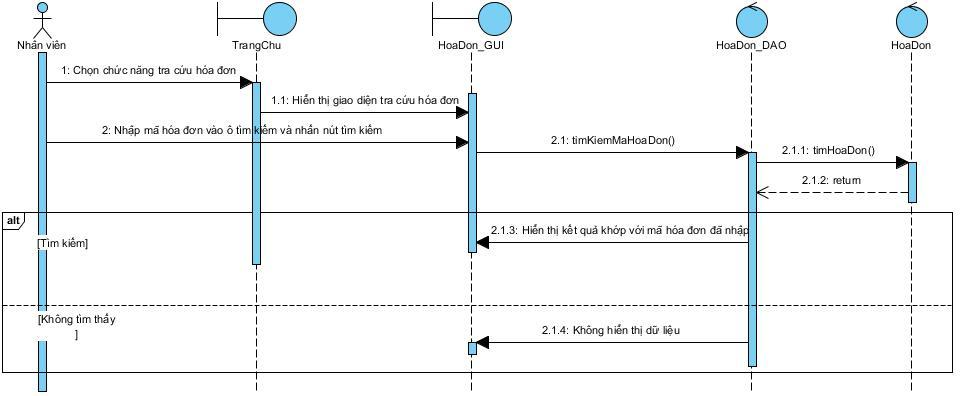 Nhân viên
TrangChu
HoaDon_GUI
HoaDon_DAO
HoaDon
1: Chọn chức năng tra cứu hóa đơn
1.1: Hiển thị giao diện tra cứu hóa đơn
2: Nhập mã hóa đơn vào ô tìm kiếm và nhấn nút tìm kiếm
2.1: timKiemMaHoaDon()
2.1.1: timHoaDon()
2.1.2: return
alt
[Tìm kiếm]
2.1.3: Hiển thị kết quả khớp với mã hóa đơn đã nhập
[Không tìm thấy
]
2.1.4: Không hiển thị dữ liệu